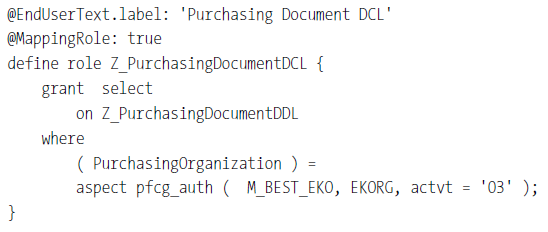 @EndUserText.label: 'Purchasing Document DCL'
@MappingRole: true
define role Z_PurchasingDocumentDCL {
    grant  select
        on Z_PurchasingDocumentDDL
    where
        ( PurchasingOrganization ) =
        aspect pfcg_auth (  M_BEST_EKO, EKORG, actvt = '03' );
}